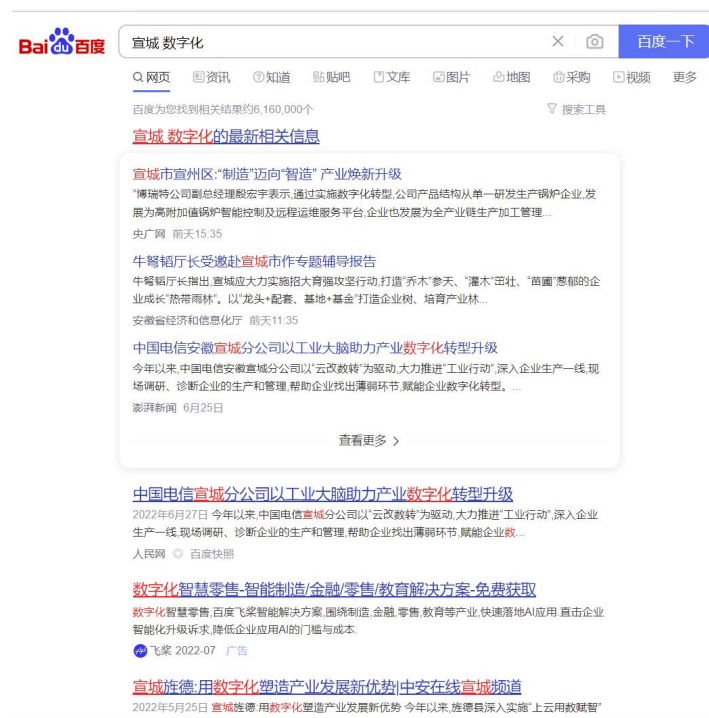 Bai du 百度
宣城 数字化
百度一下
网页 资讯 知道 贴吧 文库 图片 地图 采购 视频 更多
百度为您找到相关结果约6,160,000个 搜索工具
宣城 数字化的最新相关信息
宣城市宣州区:“制造”迈向“智造” 产业焕新升级
“博瑞特公司副总经理殷宏宇表示,通过实施数字化转型,公司产品结构从单一研发生产锅炉企业,发
展为高附加值锅炉智能控制及远程运维服务平台,企业也发展为全产业链生产加工管理...
央广网 前天15:35
牛弩韬厅长受邀赴宣城市作专题辅导报告
牛弩韬厅长指出,宣城应大力实施招大育强攻坚行动,打造“乔木”参天、“灌木”茁壮、“苗圃”葱郁的企
业成长“热带雨林”。以“龙头+配套、基地+基金”打造企业树、培育产业林...
安徽省经济和信息化厅 前天11:35
中国电信安徽宣城分公司以工业大脑助力产业数字化转型升级
今年以来,中国电信安徽宣城分公司以“云改数转”为驱动,大力推进“工业行动”,深入企业生产一线,现
场调研、诊断企业的生产和管理,帮助企业找出薄弱环节,赋能企业数字化转型。...
澎湃新闻 6月25日
查看更多 >
中国电信宣城分公司以工业大脑助力产业数字化转型升级
2022年6月27日 今年以来,中国电信宣城分公司以“云改数转”为驱动,大力推进“工业行动”,深入企业
生产一线,现场调研、诊断企业的生产和管理,帮助企业找出薄弱环节,赋能企业数...
人民网 百度快照
数字化智慧零售-智能制造/金融/零售/教育解决方案-免费获取
数字化智慧零售,百度飞桨智能解决方案,围绕制造,金融,零售,教育等产业,快速落地AI应用.直击企业
智能化升级诉求,降低企业应用AI的门槛与成本.
飞桨 2022-07 广告
宣城旌德:用数字化塑造产业发展新优势|中安在线宣城频道
2022年5月25日 宣城旌德:用数字化塑造产业发展新优势 今年以来,旌德县深入实施“上云用数赋智”